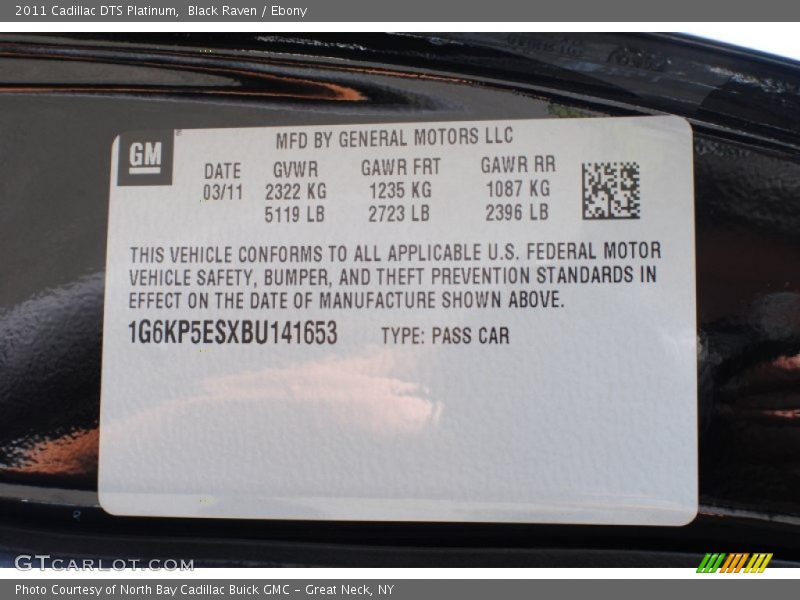 2011 Cadillac DTS Platinum, Black Raven / Ebony
GM
MFD BY GENERAL MOTORS LLC
DATE GVWR GAWR FRT GAWR RR
03/11 2322 KG 1235 KG 1087 KG
5119 LB 2723 LB 2396 LB
THIS VEHICLE CONFORMS TO ALL APPLICABLE U.S. FEDERAL MOTOR
VEHICLE SAFETY, BUMPER, AND THEFT PREVENTION STANDARDS IN
EFFECT ON THE DATE OF MANUFACTURE SHOWN ABOVE.
1G6KP5ESXBU141653 TYPE: PASS CAR
GTCARLOT.COM
Photo Courtesy of North Bay Cadillac Buick GMC – Great Neck, NY